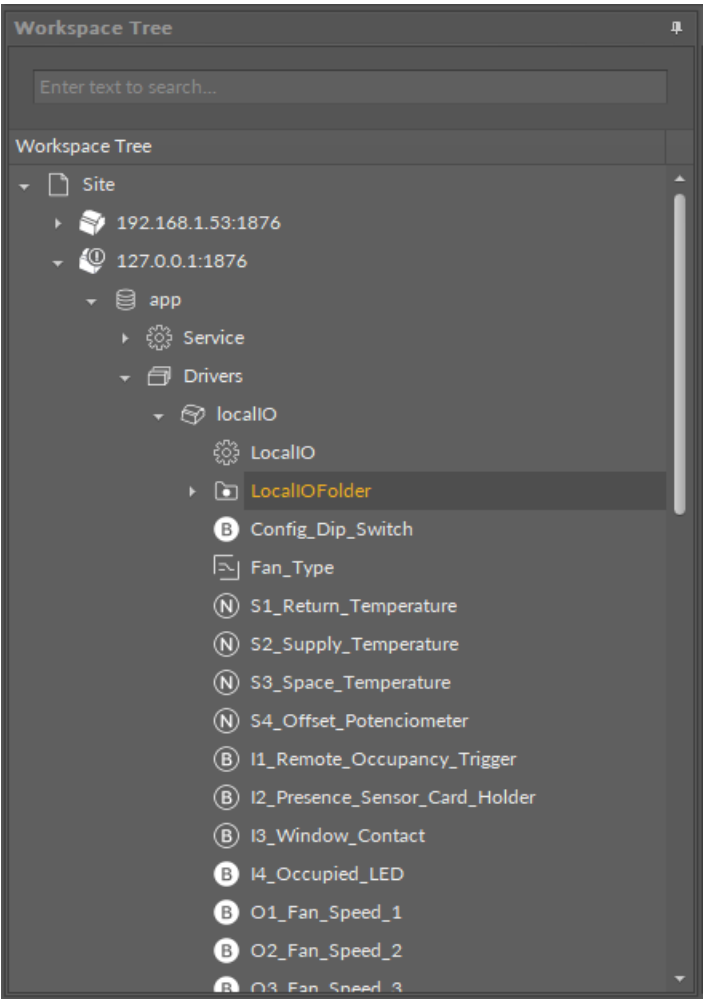 Workspace Tree
Enter text to search...
Workspace Tree
Site
192.168.1.53:1876
127.0.0.1:1876
app
Service
Drivers
localIO
LocalIO
LocalIOFolder
B Config_Dip_Switch
Fan_Type
N S1_Return_Temperature
N S2_Supply_Temperature
N S3_Space_Temperature
N S4_Offset_Potenciometer
B I1_Remote_Occupancy_Trigger
B I2_Presence_Sensor_Card_Holder
B I3_Window_Contact
B I4_Occupied_LED
B O1_Fan_Speed_1
B O2_Fan_Speed_2
B O3_Fan_Speed_3